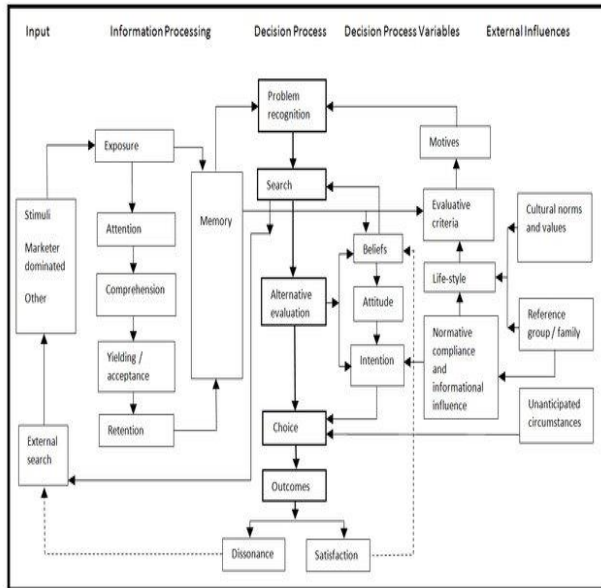 Input Information Processing Decision Process Decision Process Variables External Influences
Problem
recognition
Exposure
Motives
Search
Stimuli
Marketer
dominated
Other
Memory
Evaluative
criteria
Cultural norms
and values
Attention
Beliefs
Comprehension
Life-style
Alternative
evaluation
Attitude
Yielding /
acceptance
Intention
Normative
compliance
and
informational
influence
Reference
group / family
Unanticipated
circumstances
Retention
Choice
External
search
Outcomes
Dissonance
Satisfaction